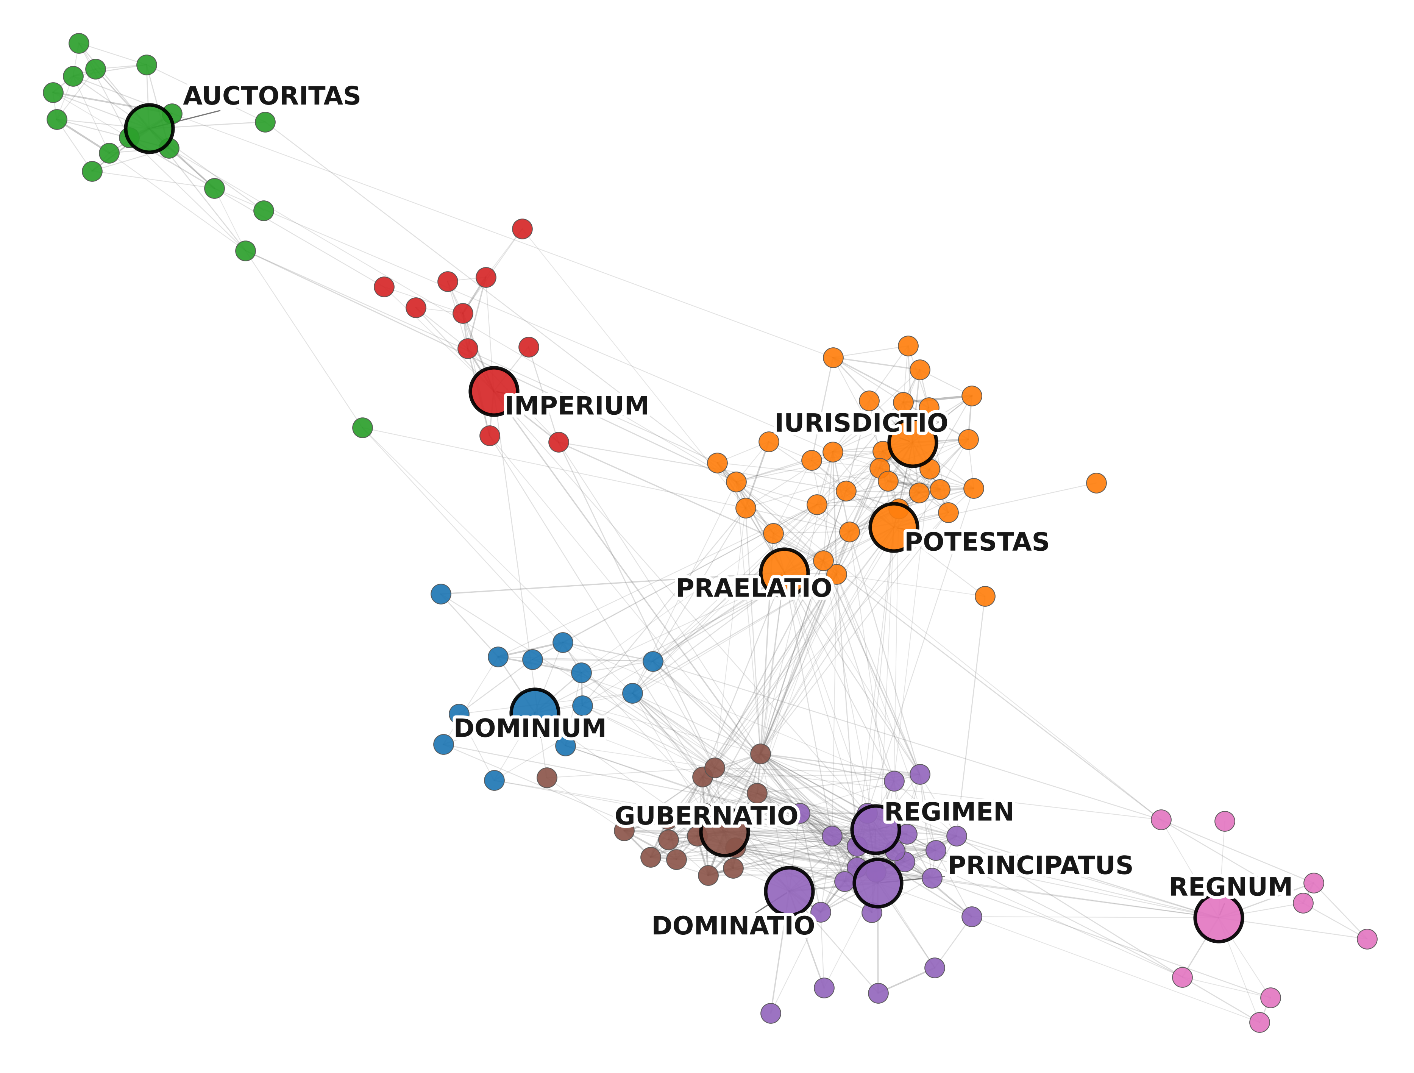 AUCTORITAS
IMPERIUM
IURISDICTIO
POTESTAS
PRAELATIO
DOMINIUM
GUBERNATIO
REGIMEN
PRINCIPATUS
REGNUM
DOMINATIO